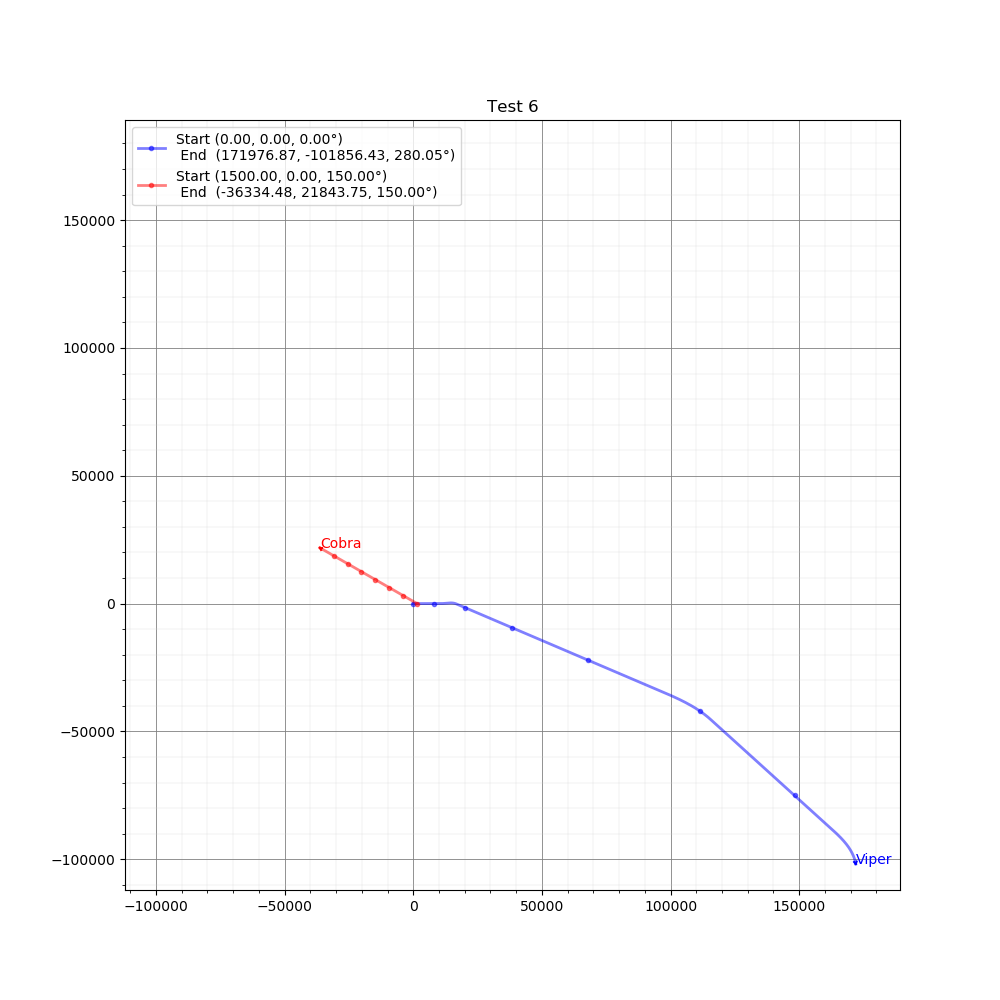 Test 6
Start (0.00, 0.00, 0.00°)
End (171976.87, -101856.43, 280.05°)
Start (1500.00, 0.00, 150.00°)
End (-36334.48, 21843.75, 150.00°)
150000
100000
50000
Cobra
0
−50000
−100000
Viper
−100000 −50000 0 50000 100000 150000